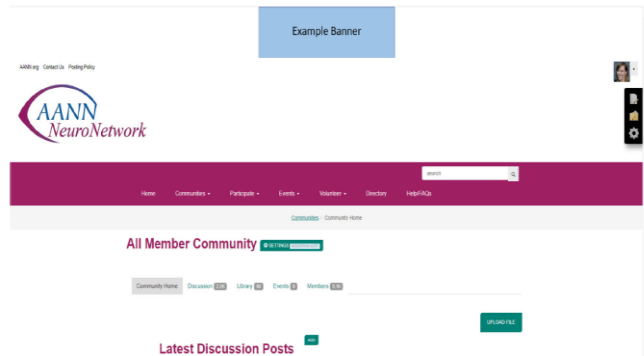 Example Banner
AANN.org Contact Us Posting Policy
AANN
NeuroNetwork
search
Home Communities Participate Events Volunteer Directory Help/FAQs
Communities Community Home
All Member Community SETTINGS
Community Home Discussion Library Events Members
UPLOAD FILE
ADD
Latest Discussion Posts